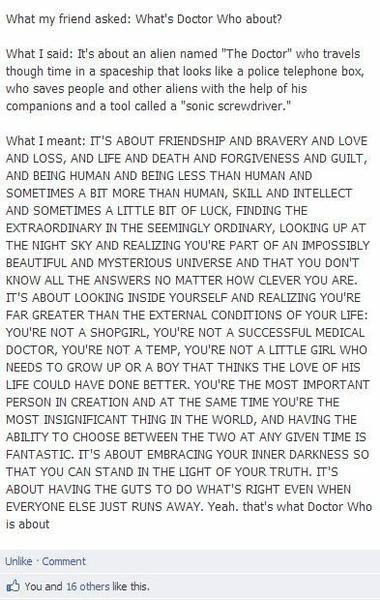 What my friend asked: What's Doctor Who about?
What I said: It's about an alien named "The Doctor" who travels
though time in a spaceship that looks like a police telephone box,
who saves people and other aliens with the help of his
companions and a tool called a "sonic screwdriver."
What I meant: IT'S ABOUT FRIENDSHIP AND BRAVERY AND LOVE
AND LOSS, AND LIFE AND DEATH AND FORGIVENESS AND GUILT,
AND BEING HUMAN AND BEING LESS THAN HUMAN AND
SOMETIMES A BIT MORE THAN HUMAN, SKILL AND INTELLECT
AND SOMETIMES A LITTLE BIT OF LUCK, FINDING THE
EXTRAORDINARY IN THE SEEMINGLY ORDINARY, LOOKING UP AT
THE NIGHT SKY AND REALIZING YOU'RE PART OF AN IMPOSSIBLY
BEAUTIFUL AND MYSTERIOUS UNIVERSE AND THAT YOU DON'T
KNOW ALL THE ANSWERS NO MATTER HOW CLEVER YOU ARE.
IT'S ABOUT LOOKING INSIDE YOURSELF AND REALIZING YOU'RE
FAR GREATER THAN THE EXTERNAL CONDITIONS OF YOUR LIFE:
YOU'RE NOT A SHOPGIRL, YOU'RE NOT A SUCCESSFUL MEDICAL
DOCTOR, YOU'RE NOT A TEMP, YOU'RE NOT A LITTLE GIRL WHO
NEEDS TO GROW UP OR A BOY THAT THINKS THE LOVE OF HIS
LIFE COULD HAVE DONE BETTER. YOU'RE THE MOST IMPORTANT
PERSON IN CREATION AND AT THE SAME TIME YOU'RE THE
MOST INSIGNIFICANT THING IN THE WORLD, AND HAVING THE
ABILITY TO CHOOSE BETWEEN THE TWO AT ANY GIVEN TIME IS
FANTASTIC. IT'S ABOUT EMBRACING YOUR INNER DARKNESS SO
THAT YOU CAN STAND IN THE LIGHT OF YOUR TRUTH. IT'S
ABOUT HAVING THE GUTS TO DO WHAT'S RIGHT EVEN WHEN
EVERYONE ELSE JUST RUNS AWAY. Yeah. that's what Doctor Who
is about
Unlike · Comment
You and 16 others like this.